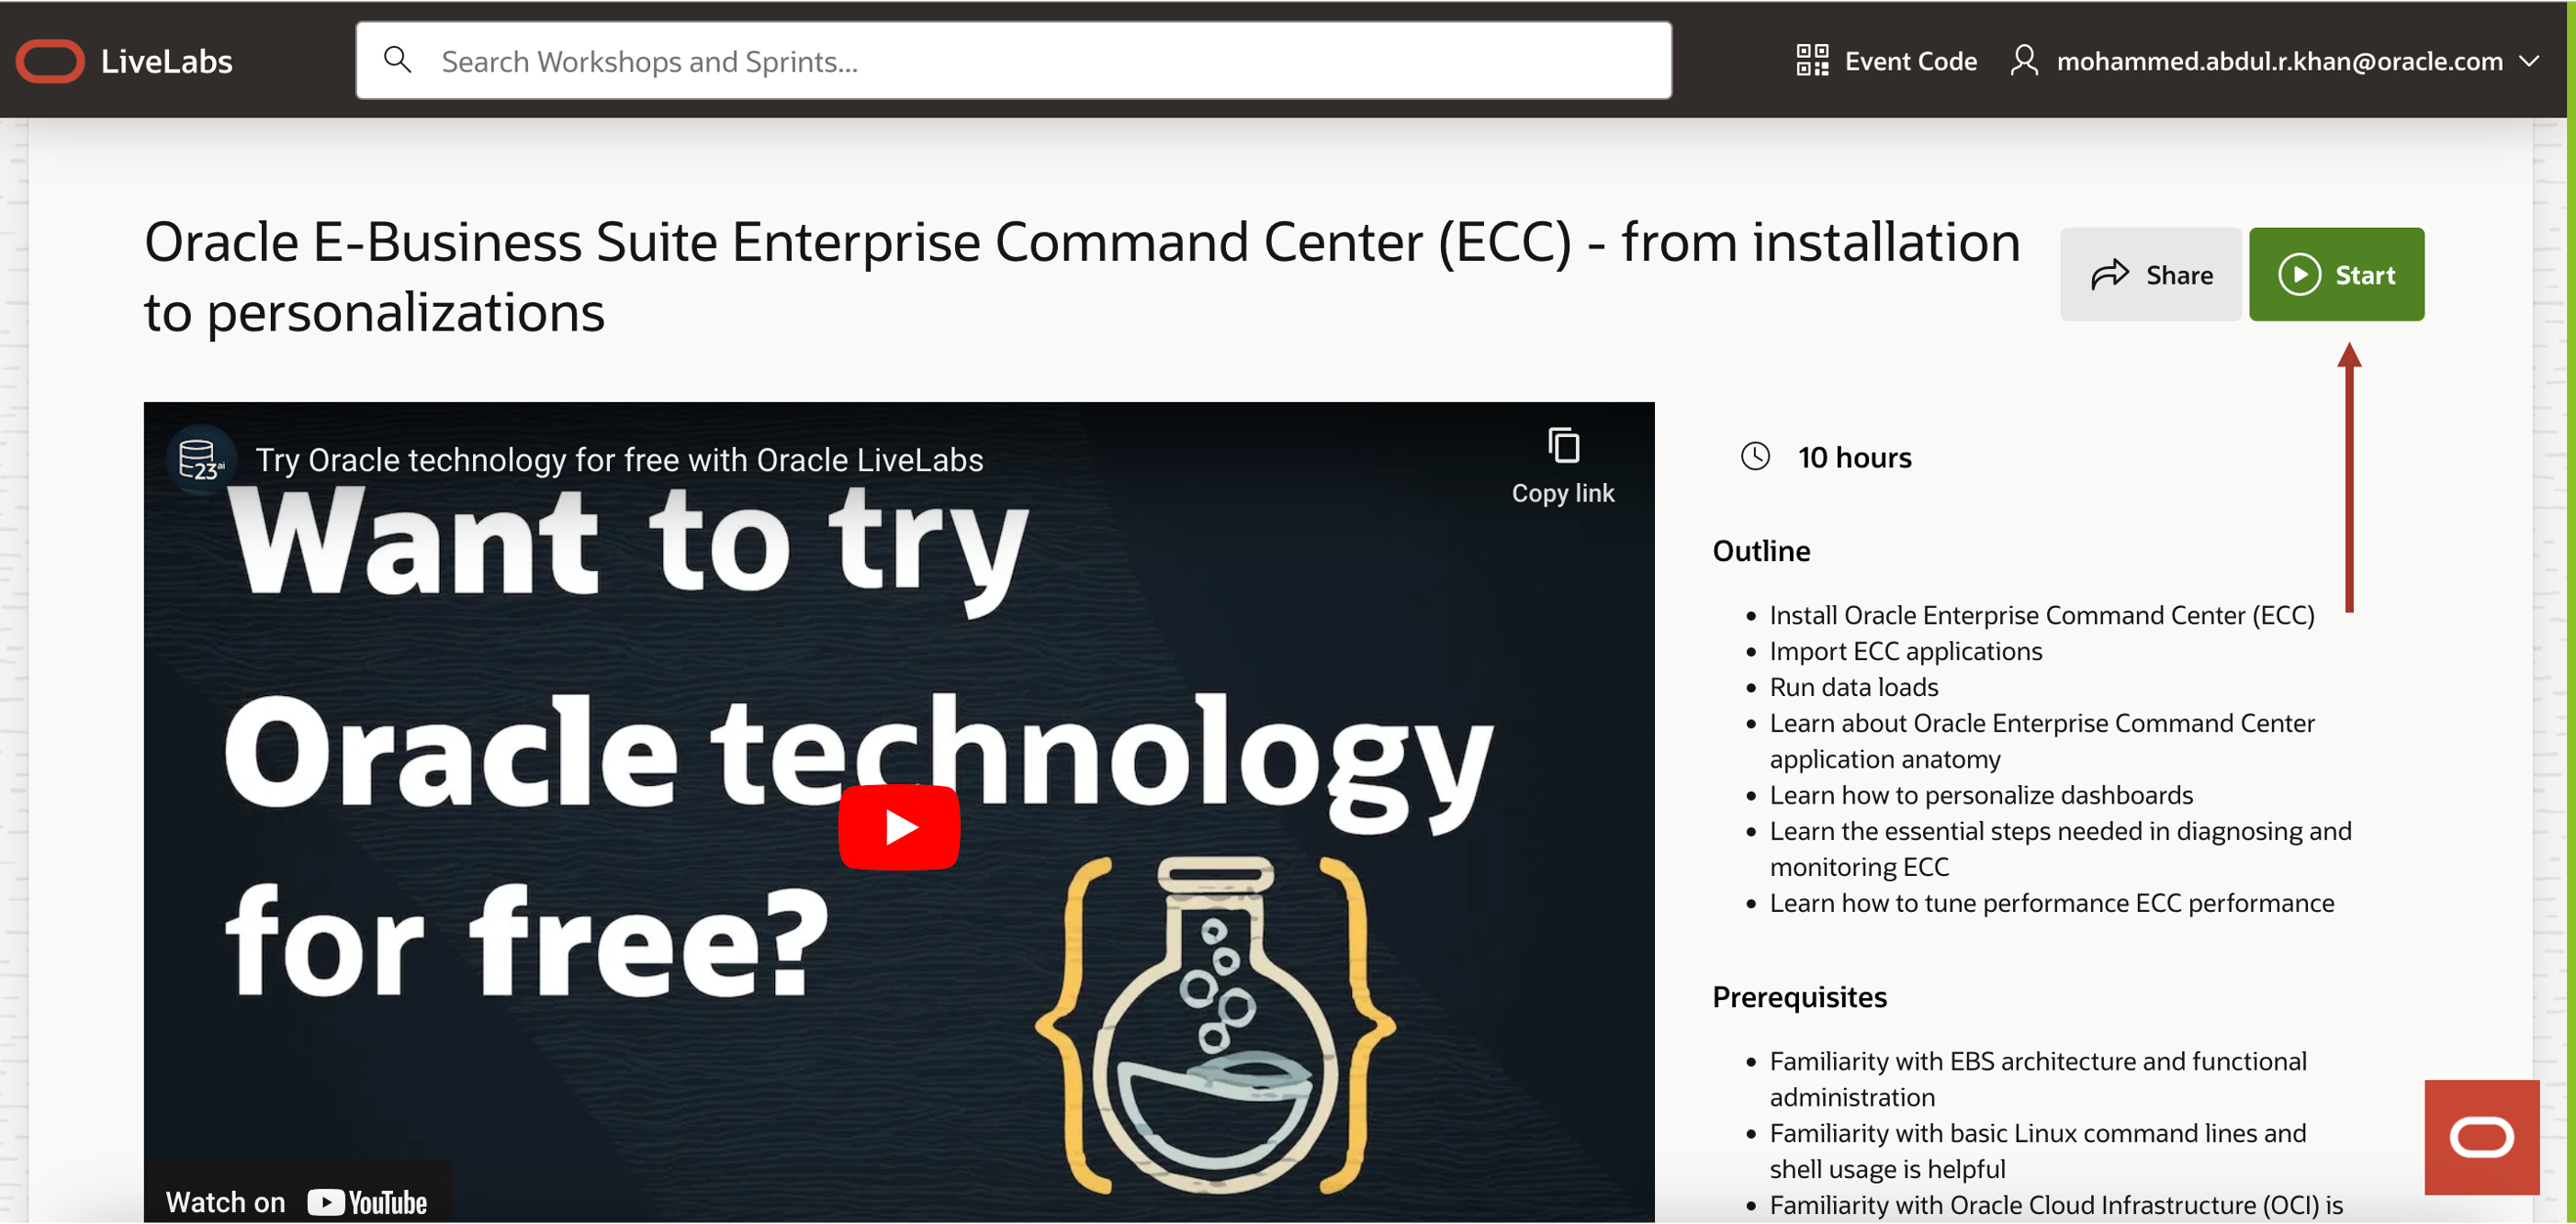 LiveLabs
Search Workshops and Sprints...
Event Code
mohammed.abdul.r.khan@oracle.com
Oracle E-Business Suite Enterprise Command Center (ECC) - from installation
to personalizations
Share
Start
23ai
Try Oracle technology for free with Oracle LiveLabs
Copy link
Want to try
Oracle technology
for free?
Watch on YouTube
10 hours
Outline
Install Oracle Enterprise Command Center (ECC)
Import ECC applications
Run data loads
Learn about Oracle Enterprise Command Center
application anatomy
Learn how to personalize dashboards
Learn the essential steps needed in diagnosing and
monitoring ECC
Learn how to tune performance ECC performance
Prerequisites
Familiarity with EBS architecture and functional
administration
Familiarity with basic Linux command lines and
shell usage is helpful
Familiarity with Oracle Cloud Infrastructure (OCI) is